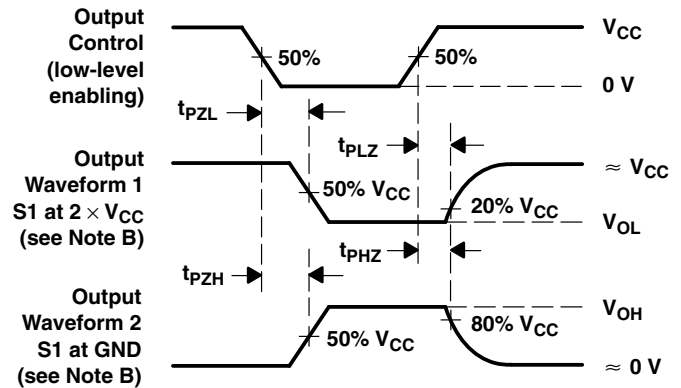 Output
Control
(low-level
enabling)
50%
50%
VCC
0 V
tPZL
tPLZ
Output
Waveform 1
S1 at 2 × VCC
(see Note B)
50% VCC
20% VCC
≈ VCC
VOL
tPZH
tPHZ
Output
Waveform 2
S1 at GND
(see Note B)
50% VCC
80% VCC
VOH
≈ 0 V